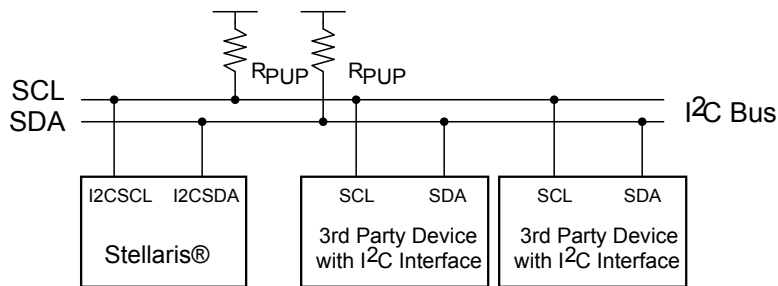 RPUP RPUP
SCL
SDA
I²C Bus
I2CSCL I2CSDA SCL SDA SCL SDA
Stellaris®
3rd Party Device
with I²C Interface
3rd Party Device
with I²C Interface